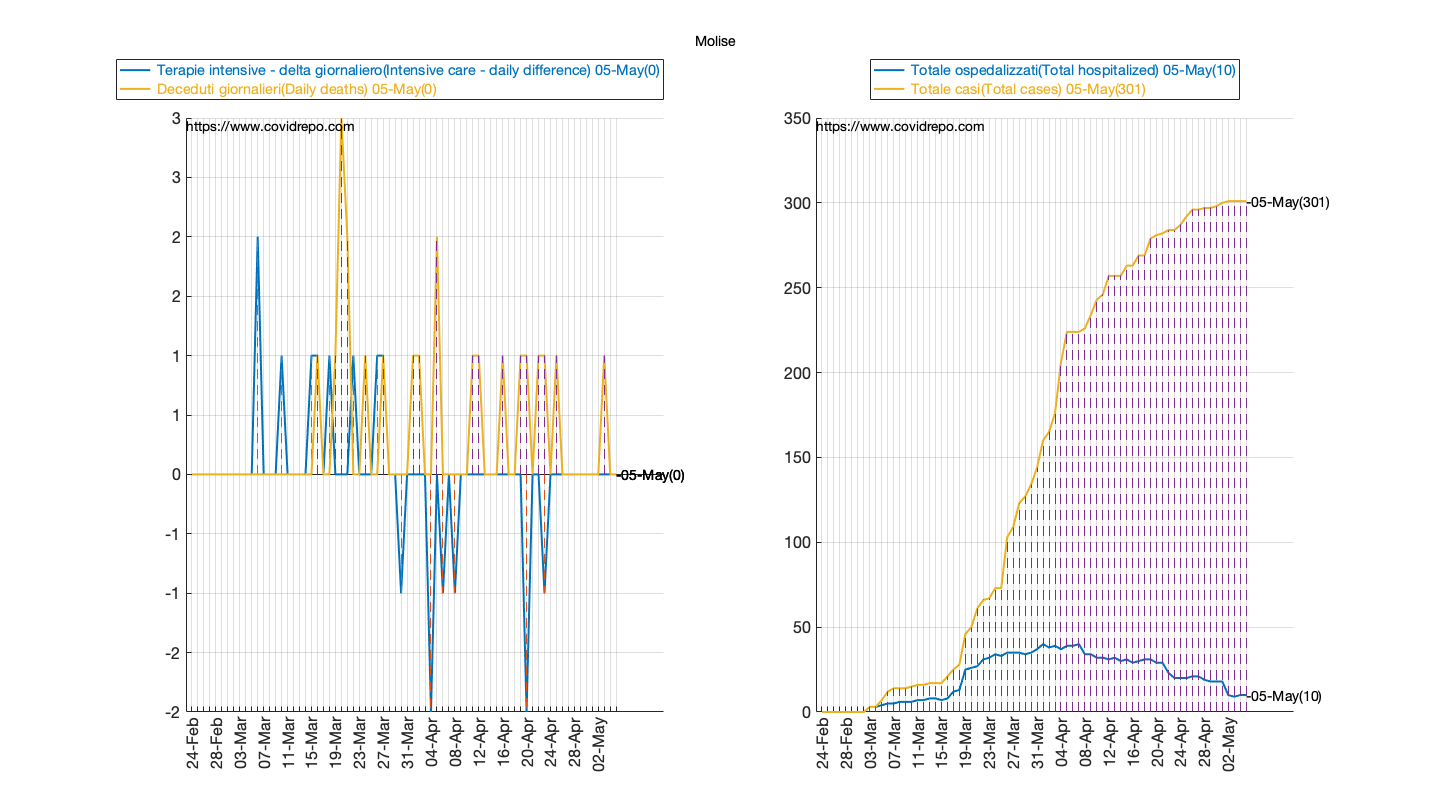 Molise
Terapie intensive - delta giornaliero(Intensive care - daily difference) 05-May(0)
Deceduti giornalieri(Daily deaths) 05-May(0)
https://www.covidrepo.com
3
3
2
2
1
1
0
-1
-1
-2
-2
-05-May(0)
24-Feb
28-Feb
03-Mar
07-Mar
11-Mar
15-Mar
19-Mar
23-Mar
27-Mar
31-Mar
04-Apr
08-Apr
12-Apr
16-Apr
20-Apr
24-Apr
28-Apr
02-May
Totale ospedalizzati(Total hospitalized) 05-May(10)
Totale casi(Total cases) 05-May(301)
https://www.covidrepo.com
350
300
250
200
150
100
50
0
-05-May(301)
-05-May(10)
24-Feb
28-Feb
03-Mar
07-Mar
11-Mar
15-Mar
19-Mar
23-Mar
27-Mar
31-Mar
04-Apr
08-Apr
12-Apr
16-Apr
20-Apr
24-Apr
28-Apr
02-May